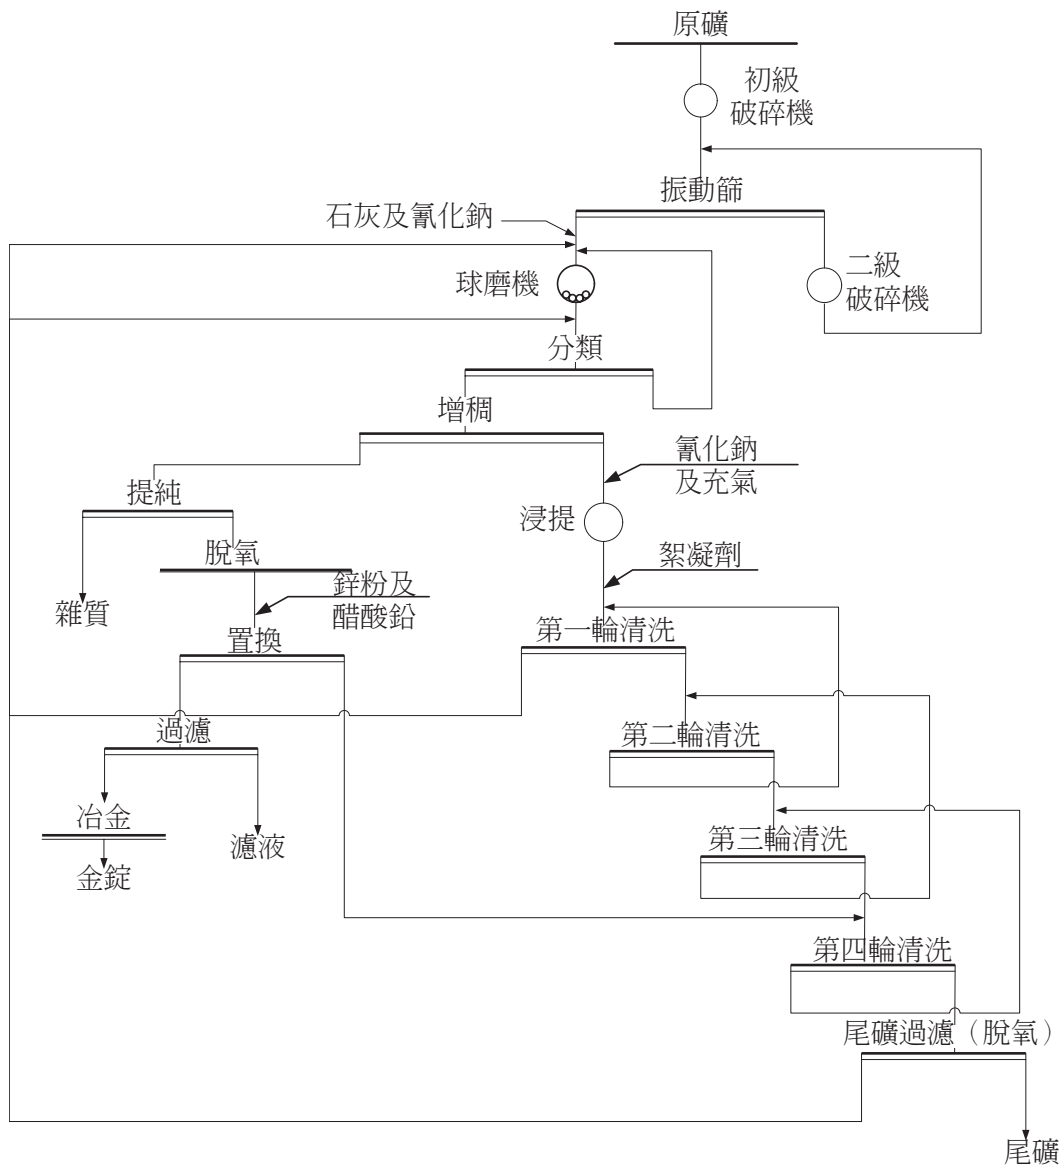 原礦
初級
破碎機
振動篩
石灰及氰化鈉
球磨機
二級
破碎機
分類
增稠
氰化鈉
及充氣
提純
浸提
脫氧
絮凝劑
鋅粉及
醋酸鉛
雜質
置換
第一輪清洗
過濾
第二輪清洗
冶金
濾液
第三輪清洗
金錠
第四輪清洗
尾礦過濾（脫氧）
尾礦